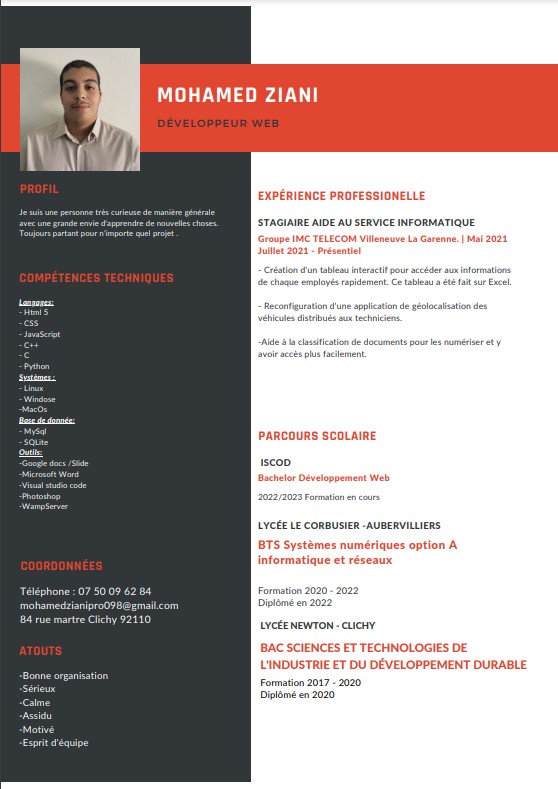 MOHAMED ZIANI
DÉVELOPPEUR WEB
PROFIL
Je suis une personne très curieuse de manière générale
avec une grande envie d'apprendre de nouvelles choses.
Toujours partant pour n'importe quel projet .
COMPÉTENCES TECHNIQUES
Langages:
- Html 5
- CSS
- JavaScript
- C++
- C
- Python
Systèmes :
- Linux
- Windose
-MacOs
Base de donnée:
- MySql
- SQLite
Outils:
-Google docs /Slide
-Microsoft Word
-Visual studio code
-Photoshop
-WampServer
COORDONNÉES
Téléphone : 07 50 09 62 84
mohamedzianipro098@gmail.com
84 rue martre Clichy 92110
ATOUTS
-Bonne organisation
-Sérieux
-Calme
-Assidu
-Motivé
-Esprit d'équipe
EXPÉRIENCE PROFESSIONELLE
STAGIAIRE AIDE AU SERVICE INFORMATIQUE
Groupe IMC TELECOM Villeneuve La Garenne. | Mai 2021
Juillet 2021 - Présentiel
- Création d'un tableau interactif pour accéder aux informations
de chaque employés rapidement. Ce tableau a été fait sur Excel.
- Reconfiguration d'une application de géolocalisation des
véhicules distribués aux techniciens.
-Aide à la classification de documents pour les numériser et y
avoir accès plus facilement.
PARCOURS SCOLAIRE
ISCOD
Bachelor Développement Web
2022/2023 Formation en cours
LYCÉE LE CORBUSIER -AUBERVILLIERS
BTS Systèmes numériques option A
informatique et réseaux
Formation 2020 - 2022
Diplômé en 2022
LYCÉE NEWTON - CLICHY
BAC SCIENCES ET TECHNOLOGIES DE
L'INDUSTRIE ET DU DÉVELOPPEMENT DURABLE
Formation 2017 - 2020
Diplômé en 2020